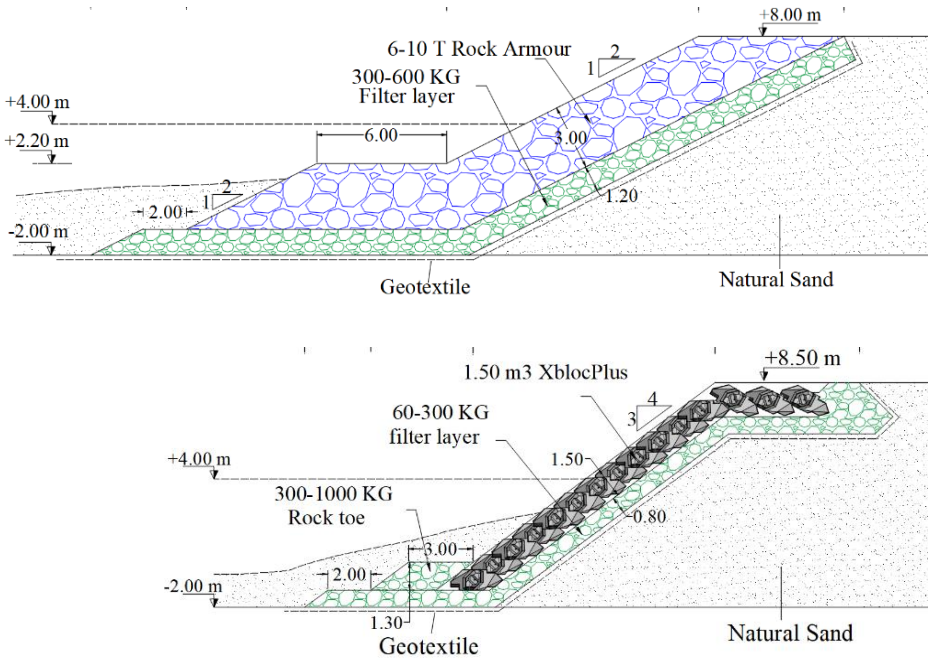 +8.00 m
6-10 T Rock Armour
2
1
300-600 KG
Filter layer
+4.00 m
6.00
3.00
+2.20 m
2
1
2.00
1.20
-2.00 m
Geotextile
Natural Sand
+8.50 m
1.50 m3 XblocPlus
4
3
60-300 KG
filter layer
+4.00 m
1.50
300-1000 KG
Rock toe
0.80
3.00
2.00
-2.00 m
1.30
Geotextile
Natural Sand